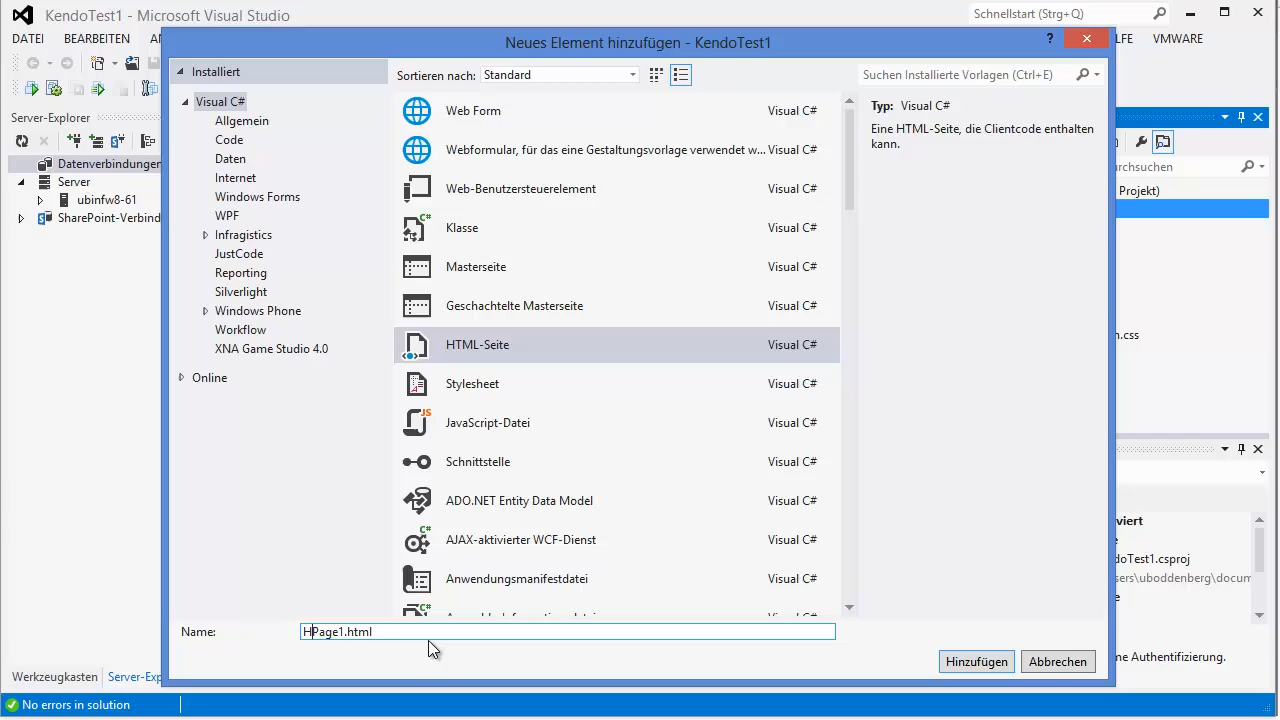 KendoTest1 - Microsoft Visual Studio
Schnellstart (Strg+Q)
DATEI BEARBEITEN
VMWARE
Neues Element hinzufügen - KendoTest1
?
Server-Explorer
Datenverbindungen
Server
ubinfw8-61
SharePoint-Verbind
Installiert
Visual C#
Allgemein
Code
Daten
Internet
Windows Forms
WPF
Infragistics
JustCode
Reporting
Silverlight
Windows Phone
Workflow
XNA Game Studio 4.0
Online
Sortieren nach: Standard
Web Form Visual C#
Webformular, für das eine Gestaltungsvorlage verwendet w... Visual C#
Web-Benutzersteuerelement Visual C#
Klasse Visual C#
Masterseite Visual C#
Geschachtelte Masterseite Visual C#
HTML-Seite Visual C#
Stylesheet Visual C#
JavaScript-Datei Visual C#
Schnittstelle Visual C#
ADO.NET Entity Data Model Visual C#
AJAX-aktivierter WCF-Dienst Visual C#
Anwendungsmanifestdatei Visual C#
Suchen Installierte Vorlagen (Ctrl+E)
Typ: Visual C#
Eine HTML-Seite, die Clientcode enthalten
kann.
Name: HPage1.html
Hinzufügen Abbrechen
Projekt)
doTest1.csproj
sers\uboddenberg\docum
ne Authentifizierung.
Werkzeugkasten Server-Exp
No errors in solution